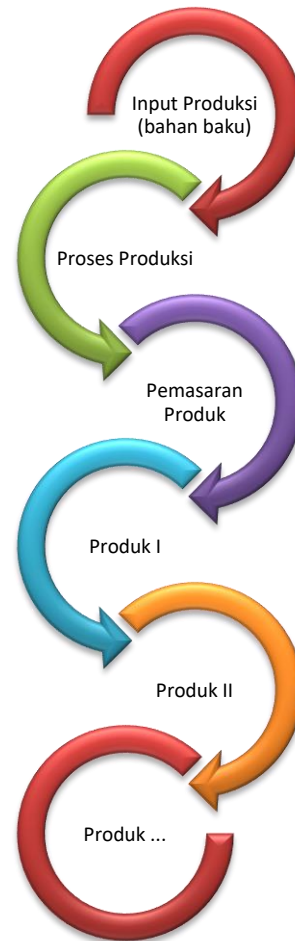 Input Produksi
(bahan baku)
Proses Produksi
Pemasaran
Produk
Produk I
Produk II
Produk ...